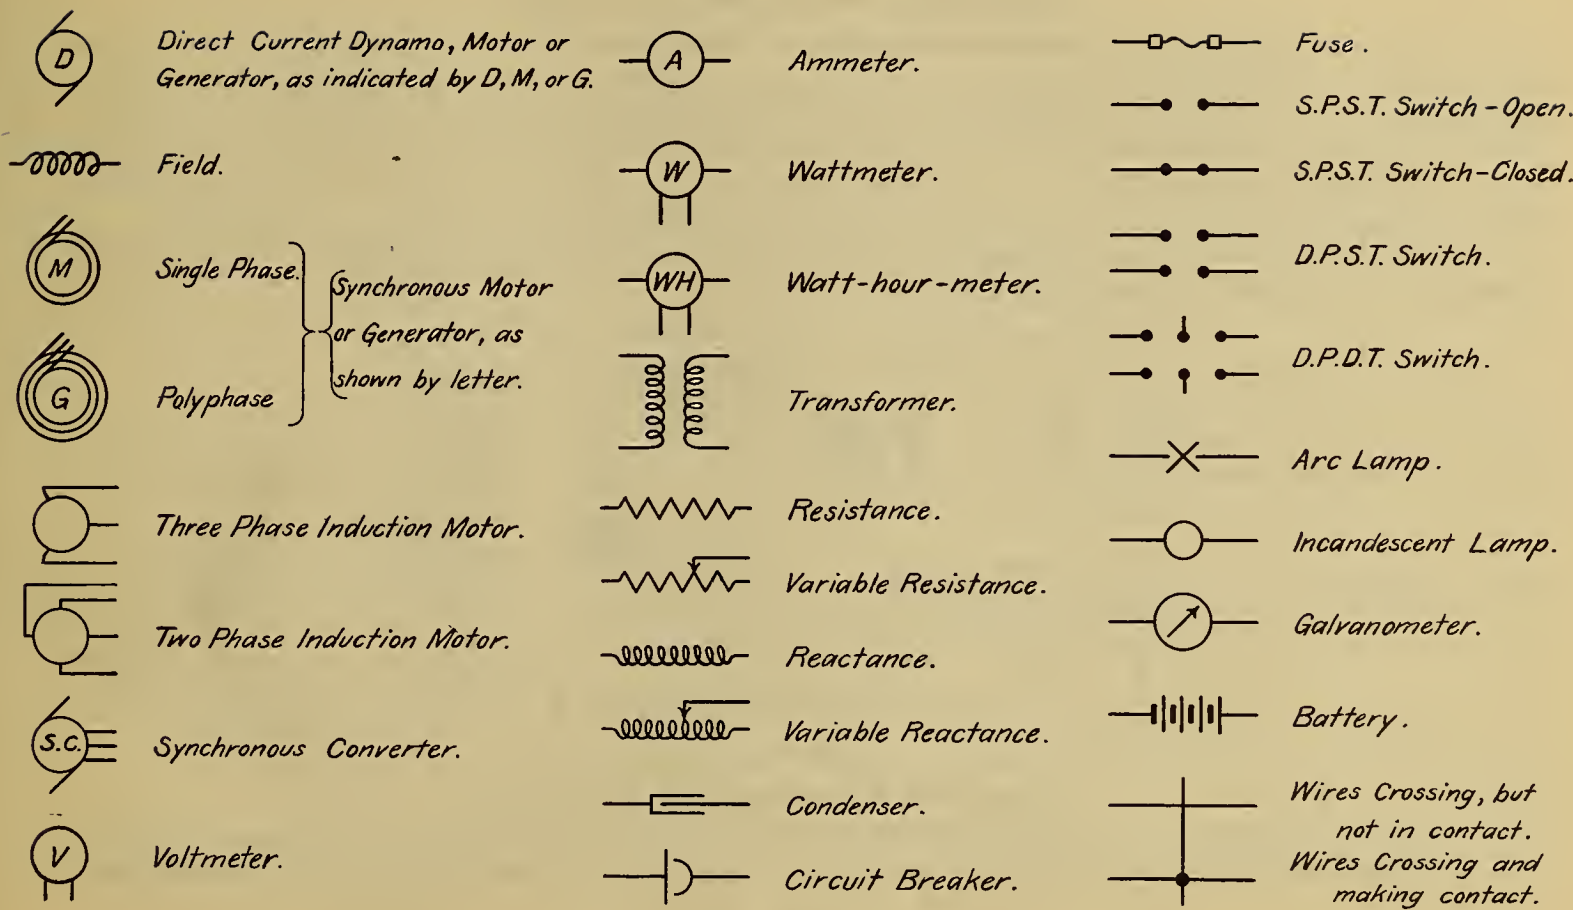 D
Direct Current Dynamo, Motor or
Generator, as indicated by D, M, or G.
Field.
M
Single Phase.
G
Polyphase
Synchronous Motor
or Generator, as
shown by letter.
Three Phase Induction Motor.
Two Phase Induction Motor.
S.C.
Synchronous Converter.
V
Voltmeter.
A
Ammeter.
W
Wattmeter.
WH
Watt-hour-meter.
Transformer.
Resistance.
Variable Resistance.
Reactance.
Variable Reactance.
Condenser.
Circuit Breaker.
Fuse.
S.P.S.T. Switch-Open.
S.P.S.T. Switch-Closed.
D.P.S.T. Switch.
D.P.D.T. Switch.
Arc Lamp.
Incandescent Lamp.
Galvanometer.
Battery.
Wires Crossing, but
not in contact.
Wires Crossing and
making contact.